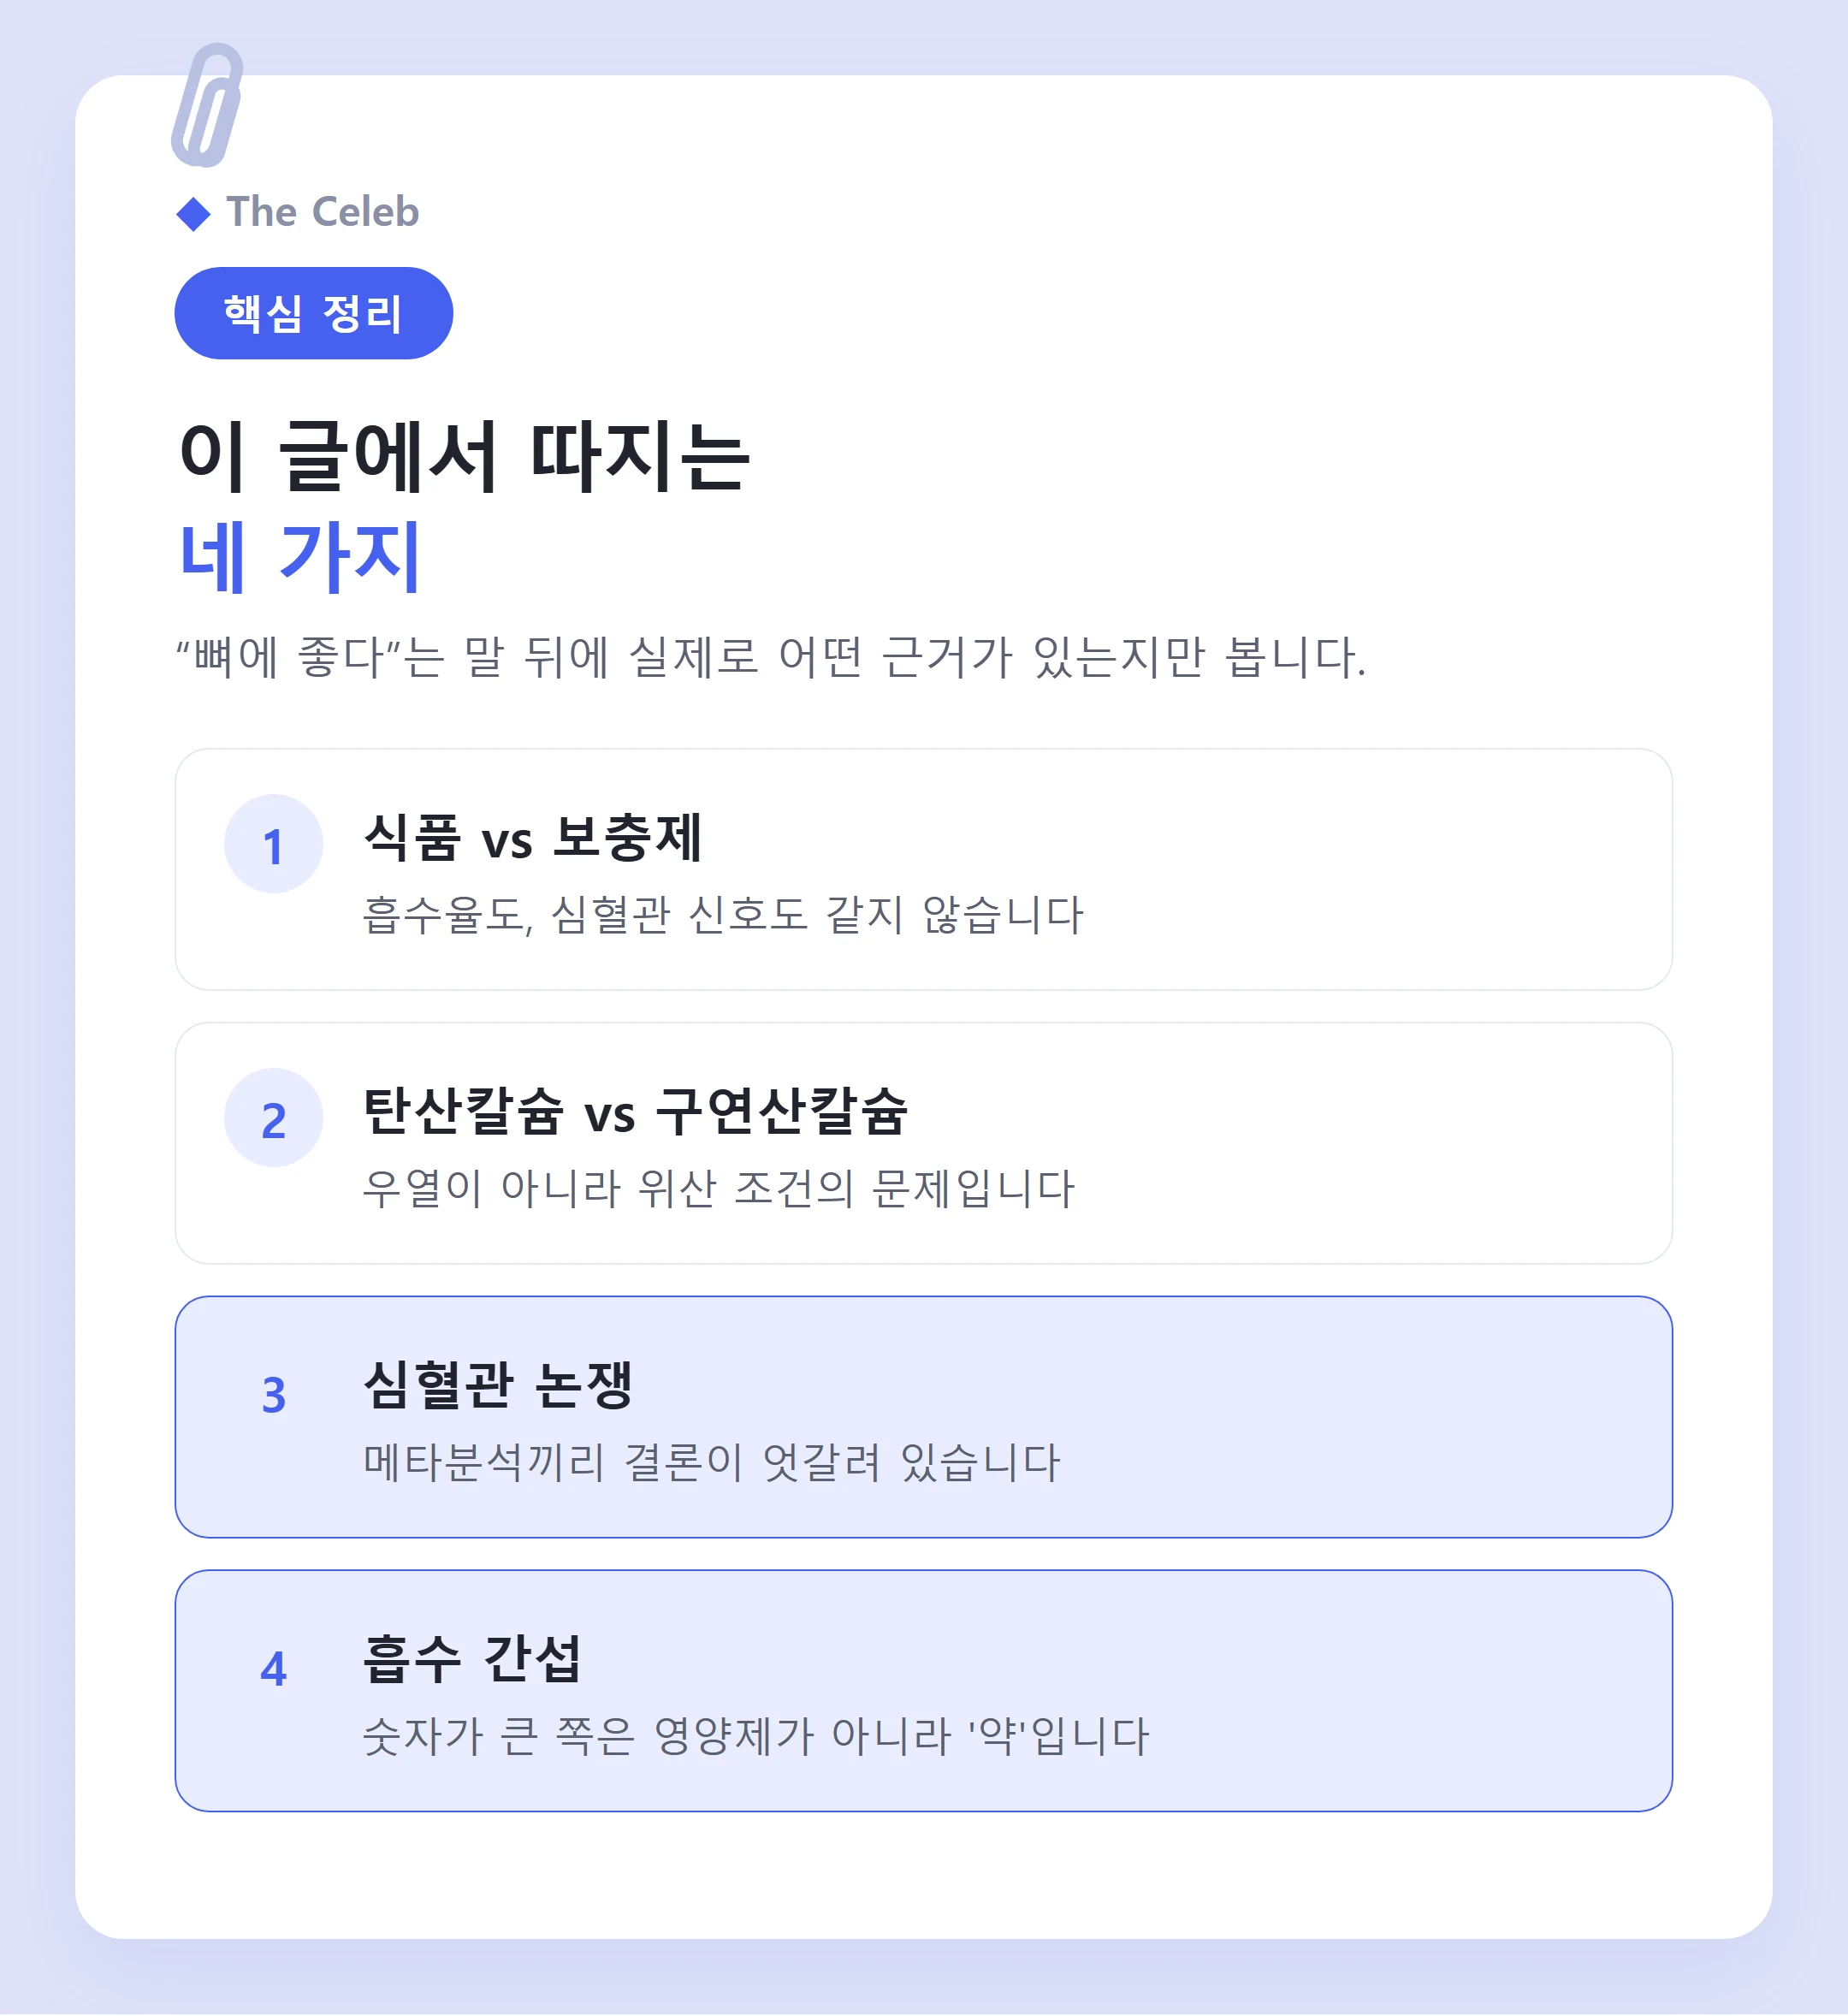 The Celeb
핵심 정리
이 글에서 따지는
네 가지
“뼈에 좋다”는 말 뒤에 실제로 어떤 근거가 있는지만 봅니다.
1
식품 vs 보충제
흡수율도, 심혈관 신호도 같지 않습니다
2
탄산칼슘 vs 구연산칼슘
우열이 아니라 위산 조건의 문제입니다
3
심혈관 논쟁
메타분석끼리 결론이 엇갈려 있습니다
4
흡수 간섭
숫자가 큰 쪽은 영양제가 아니라 '약'입니다